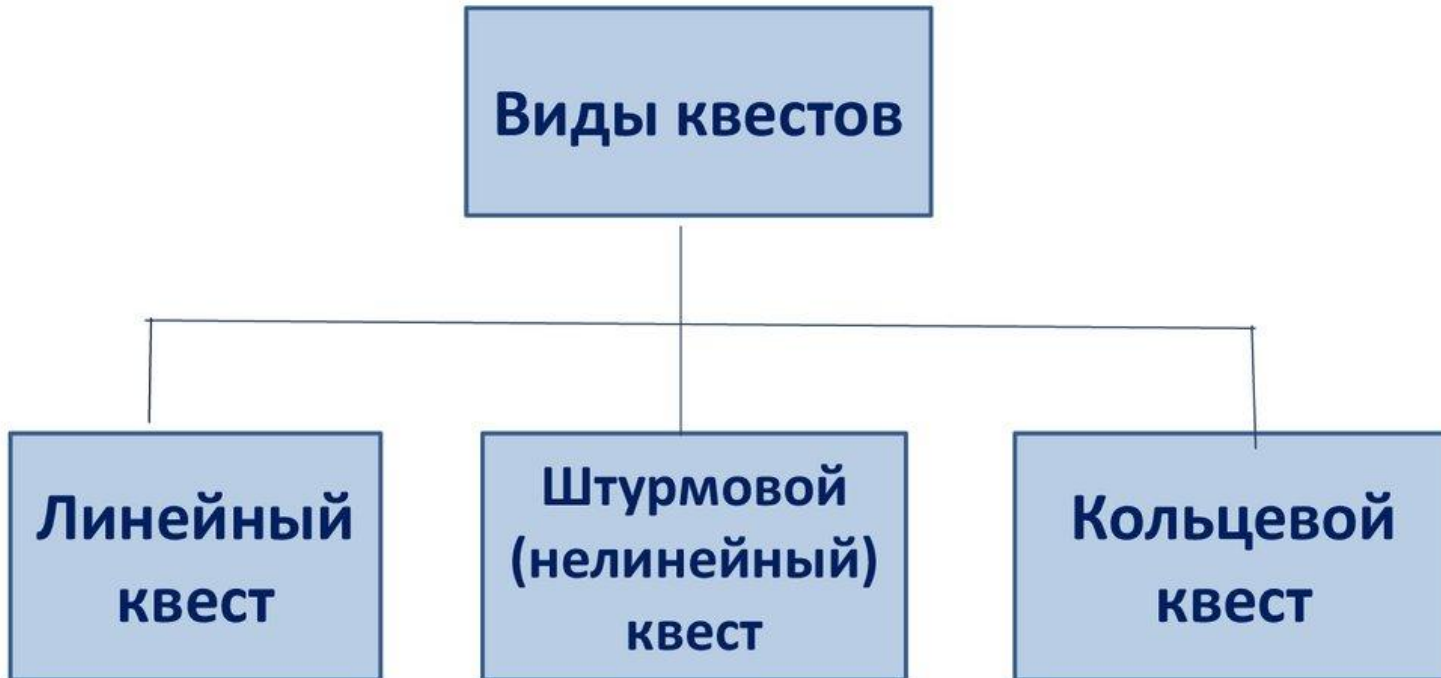 Виды квестов
Линейный
квест
Штурмовой
(нелинейный)
квест
Кольцевой
квест